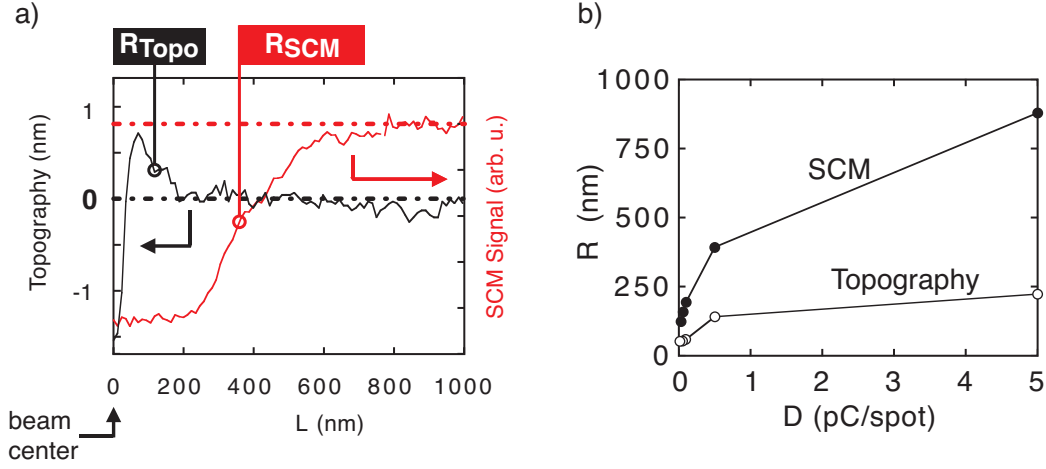 a)
RTopo
RSCM
Topography (nm)
1
0
-1
SCM Signal (arb. u.)
0 200 400 600 800 1000
L (nm)
beam
center
b)
R (nm)
1000
750
500
250
0
SCM
Topography
0 1 2 3 4 5
D (pC/spot)